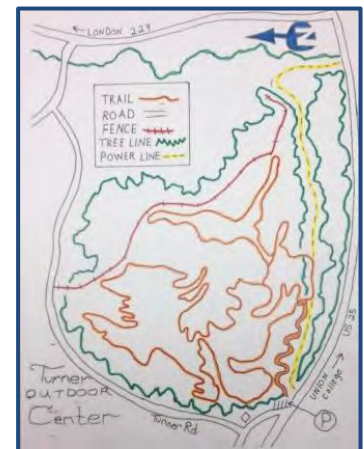 LONDON 229
N
TRAIL
ROAD
FENCE
TREE LINE
POWER LINE
US 25
UNION
college
Turner
OUTDOOR
Center
Turner Rd
P